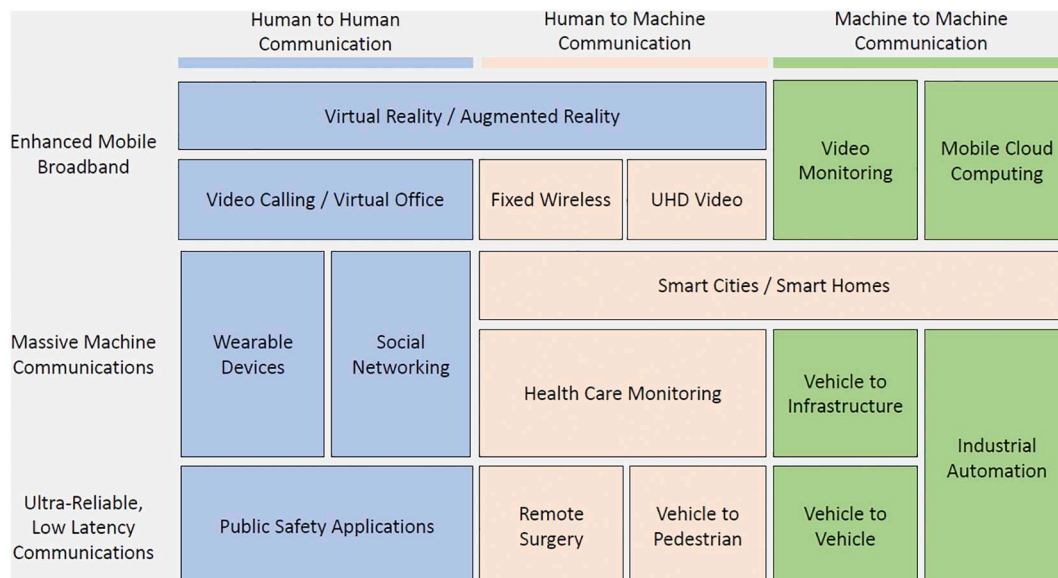 Human to Human
Communication
Human to Machine
Communication
Machine to Machine
Communication
Enhanced Mobile
Broadband
Virtual Reality / Augmented Reality
Video Calling / Virtual Office
Fixed Wireless
UHD Video
Video
Monitoring
Mobile Cloud
Computing
Massive Machine
Communications
Wearable
Devices
Social
Networking
Smart Cities / Smart Homes
Health Care Monitoring
Vehicle to
Infrastructure
Industrial
Automation
Ultra-Reliable,
Low Latency
Communications
Public Safety Applications
Remote
Surgery
Vehicle to
Pedestrian
Vehicle to
Vehicle